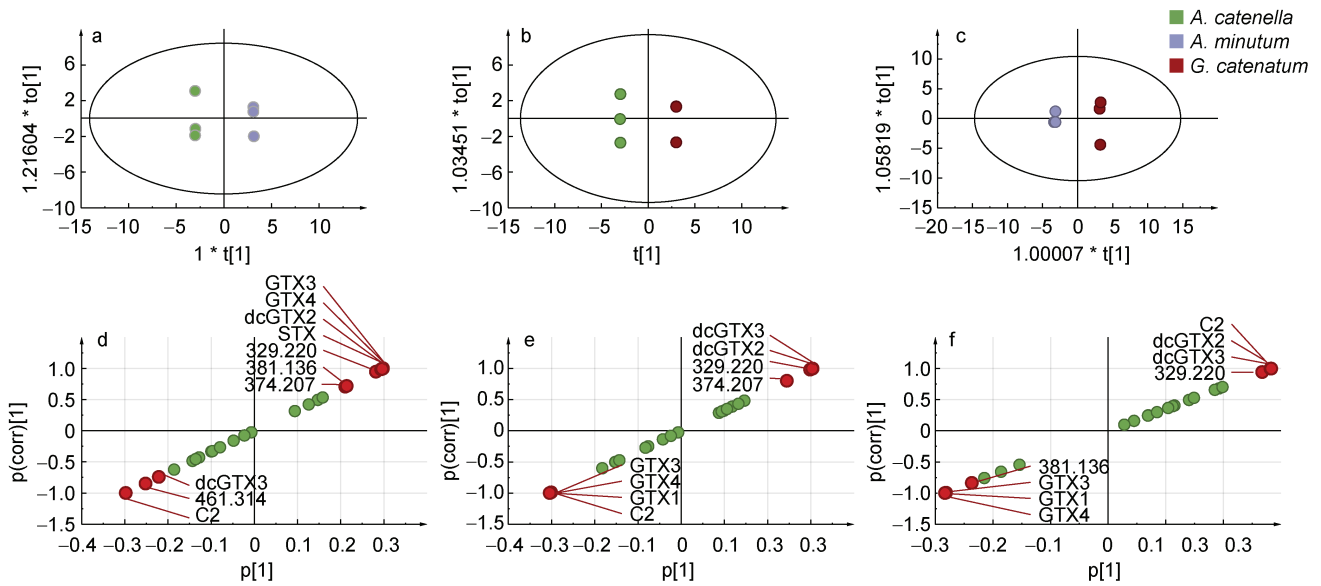 A. catenella
A. minutum
G. catenatum
a
6
2
−2
−6
−10
1.21604 * to[1]
−15 −10 −5 0 5 10
1 * t[1]
b
6
2
−2
−6
−10
1.03451 * to[1]
−15 −10 −5 0 5 10
t[1]
c
10
5
0
−5
−10
−15
1.05819 * to[1]
−20 −15 −10 −5 0 5 10 15
1.00007 * t[1]
d
GTX3
GTX4
dcGTX2
STX
329.220
381.136
374.207
1.0
0.5
0
−0.5
−1.0
−1.5
p(corr)[1]
dcGTX3
461.314
C2
−0.4 −0.3 −0.2 −0.1 0 0.1 0.2 0.3
p[1]
e
dcGTX3
dcGTX2
329.220
374.207
1.0
0.5
0
−0.5
−1.0
−1.5
p(corr)[1]
GTX3
GTX4
GTX1
C2
−0.4 −0.3 −0.2 −0.1 0 0.1 0.2 0.3
p[1]
f
C2
dcGTX2
dcGTX3
329.220
1.0
0.5
0
−0.5
−1.0
−1.5
p(corr)[1]
381.136
GTX3
GTX1
GTX4
−0.3 −0.2 −0.1 0 0.1 0.2 0.3
p[1]